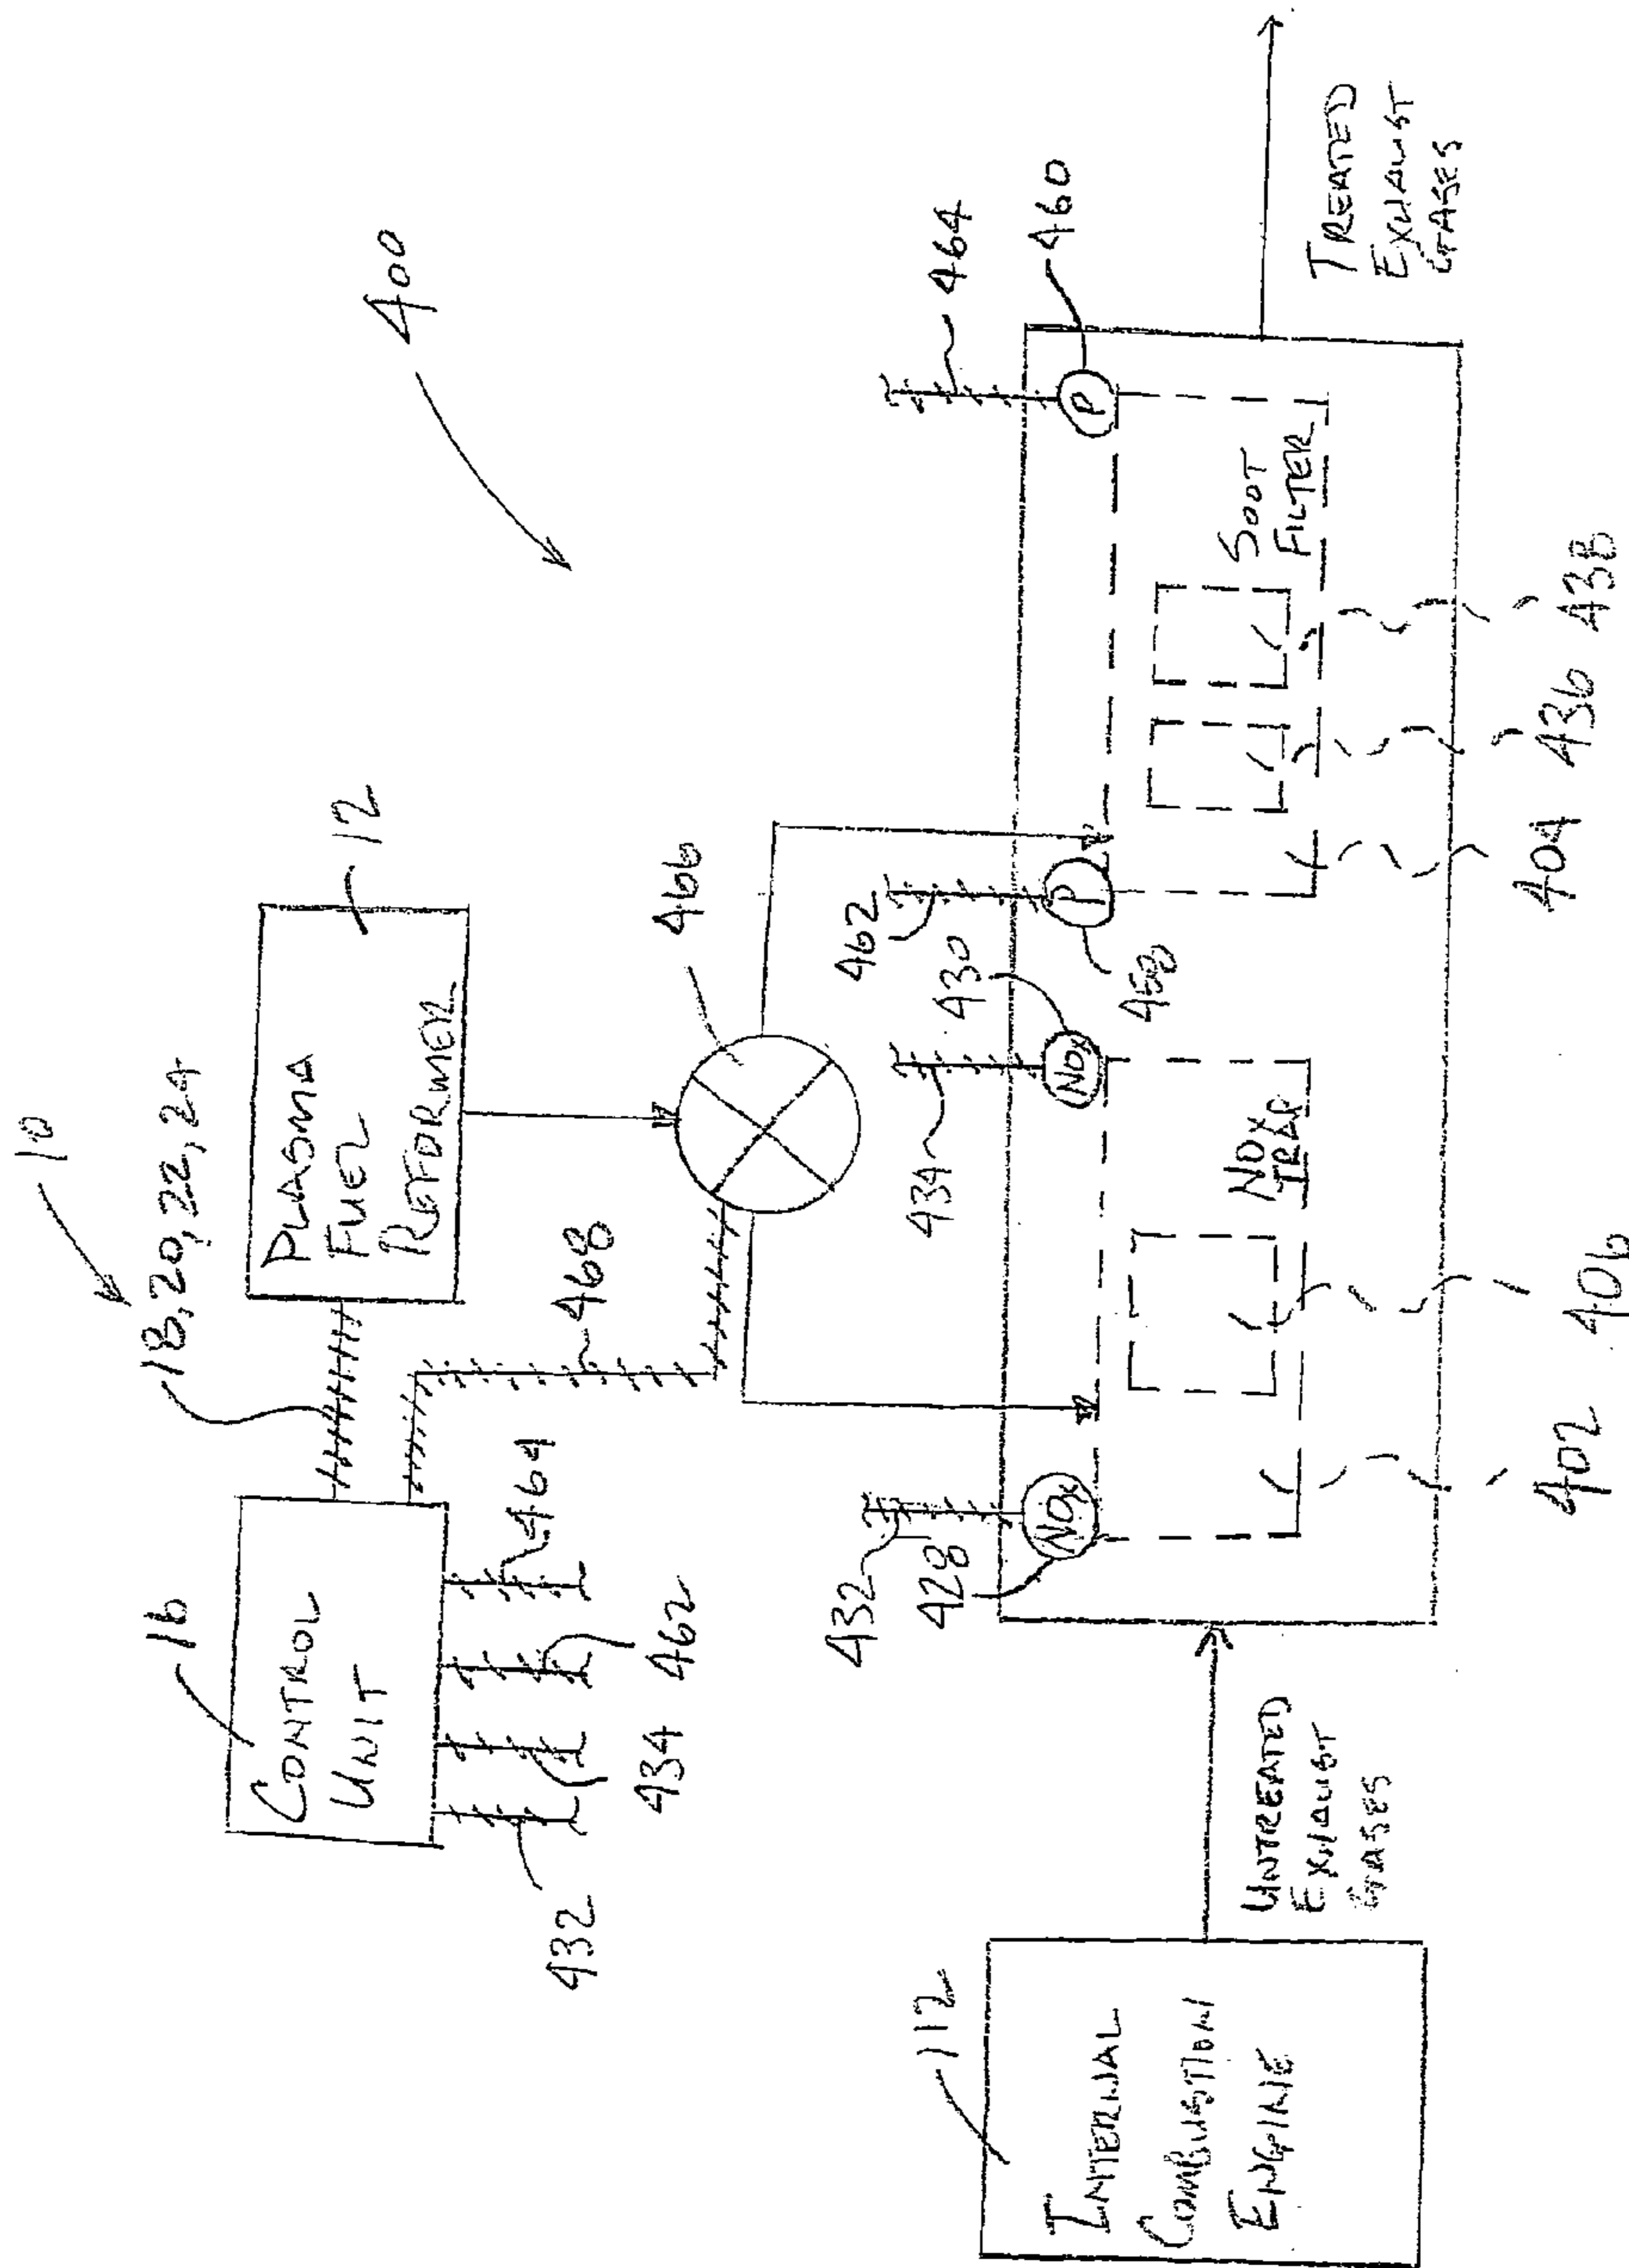 10
18, 20, 22, 24
16
CONTROL
UNIT
12
PLASMA
FUEL
REFORMER
400
468
466
464
462
434
432
432
428
434
430
462
458
464
460
NOx
NOx
P
P
NOx
TRAP
SOOT
FILTER
112
INTERNAL
COMBUSTION
ENGINE
UNTREATED
EXHAUST
GASES
TREATED
EXHAUST
GASES
402
406
404
436
438